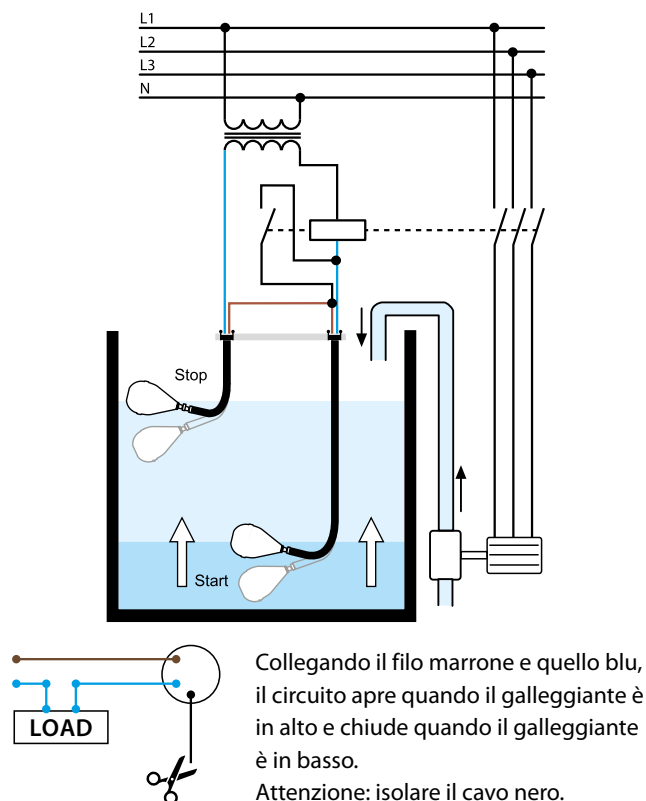 L1
L2
L3
N
Stop
Start
LOAD
Collegando il filo marrone e quello blu,
il circuito apre quando il galleggiante è
in alto e chiude quando il galleggiante
è in basso.
Attenzione: isolare il cavo nero.